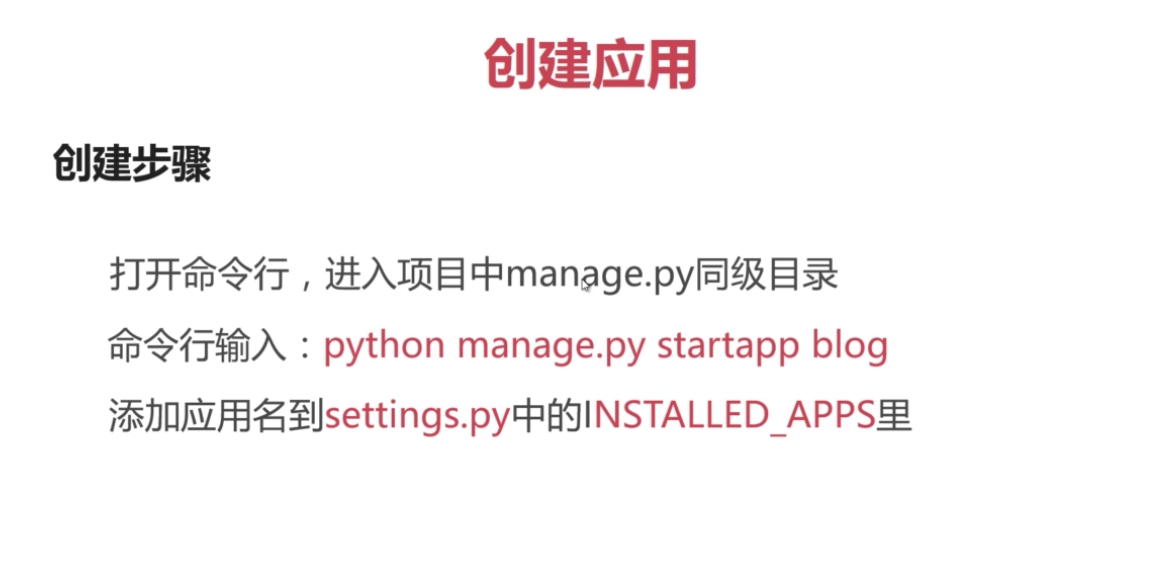 创建应用
创建步骤
打开命令行，进入项目中manage.py同级目录
命令行输入：python manage.py startapp blog
添加应用名到settings.py中的INSTALLED_APPS里